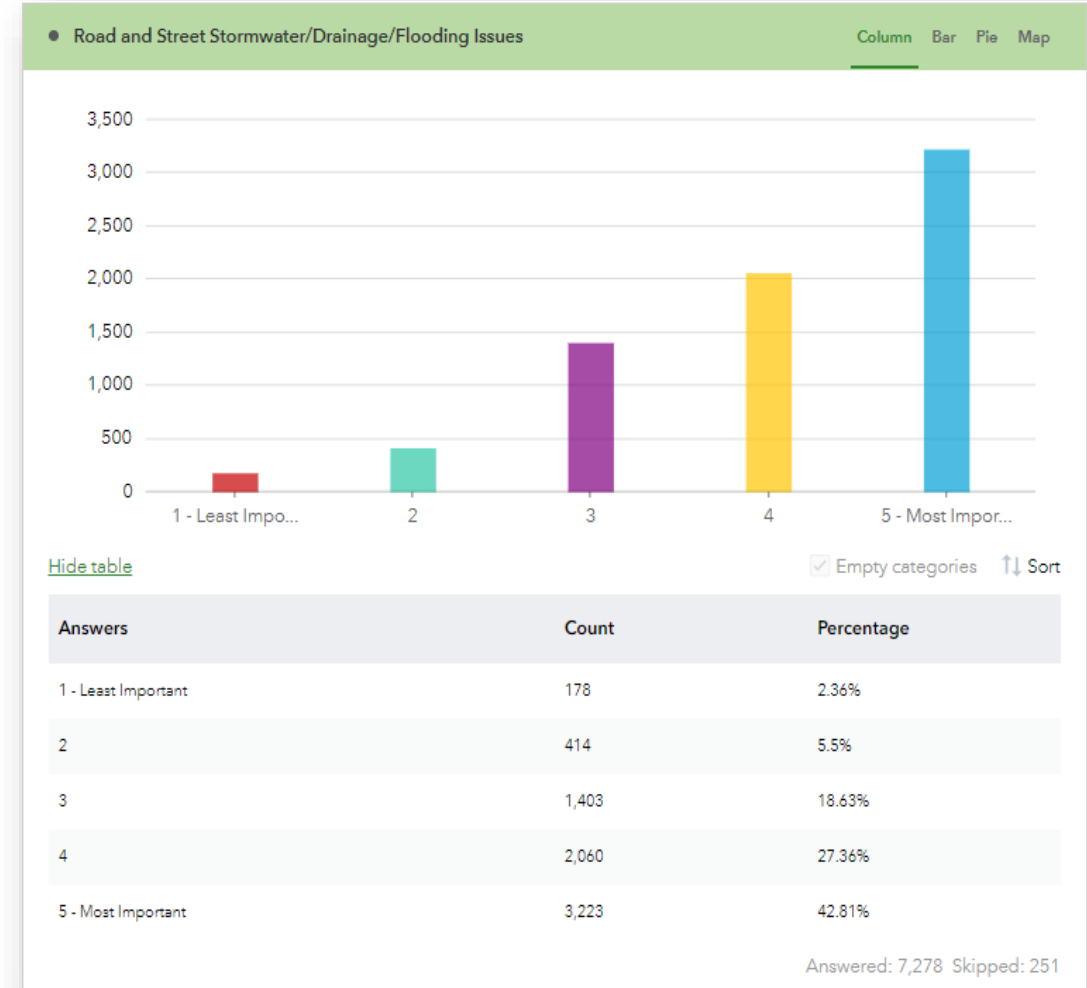 Road and Street Stormwater/Drainage/Flooding Issues Column Bar Pie Map
3,500
3,000
2,500
2,000
1,500
1,000
500
0
1 - Least Impo... 2 3 4 5 - Most Impor...
Hide table Empty categories Sort
Answers Count Percentage
1 - Least Important 178 2.36%
2 414 5.5%
3 1,403 18.63%
4 2,060 27.36%
5 - Most Important 3,223 42.81%
Answered: 7,278 Skipped: 251